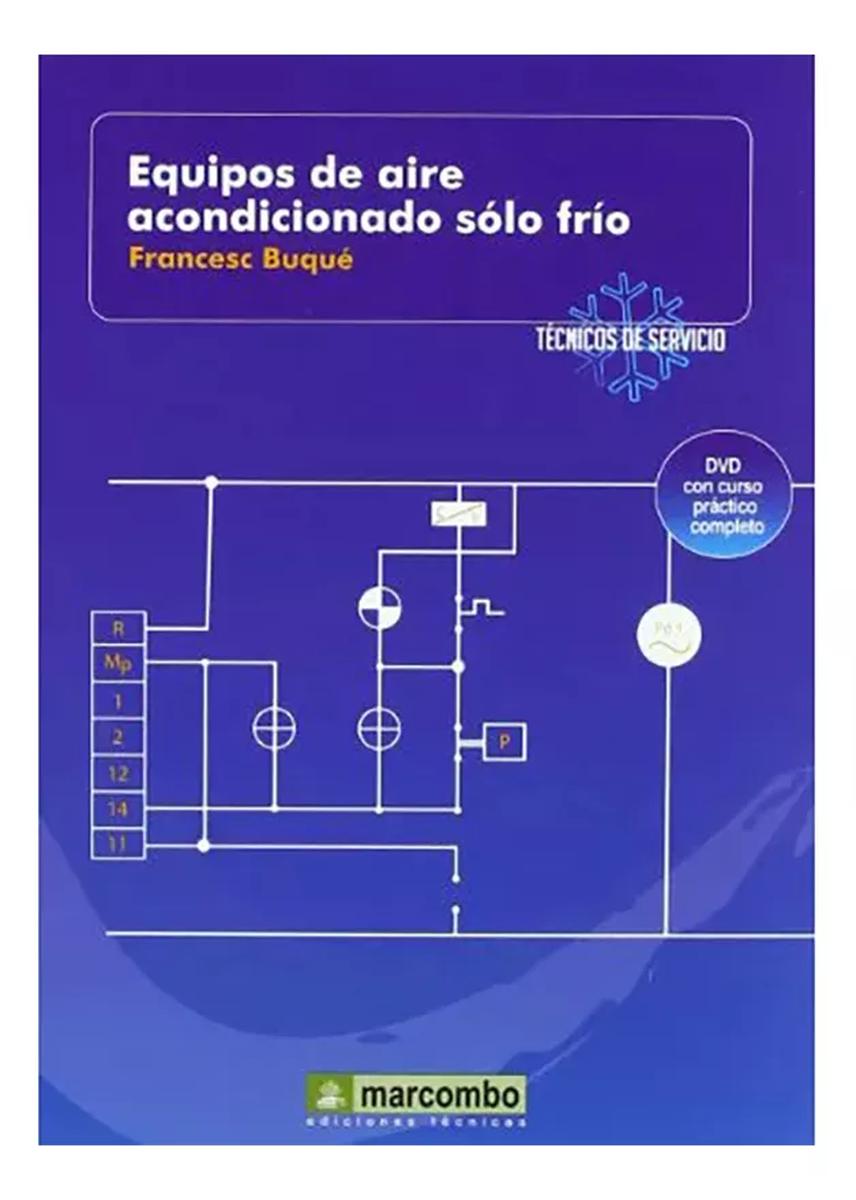 Equipos de aire
acondicionado sólo frío
Francesc Buqué
TÉCNICOS DE SERVICIO
DVD
con curso
práctico
completo
R
Mp
1
2
12
14
11
P
marcombo
ediciones técnicas